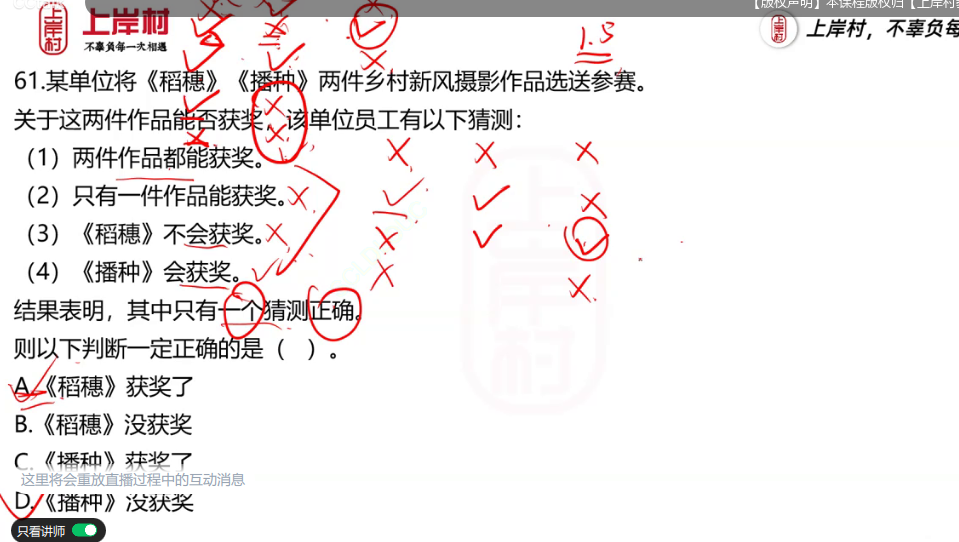 【版权声明】本课程版权归【上岸村
上岸村
不辜负每一次相遇
上岸村，不辜负每
1.5
61.某单位将《稻穗》《播种》两件乡村新风摄影作品选送参赛。
关于这两件作品能否获奖，该单位员工有以下猜测：
（1）两件作品都能获奖。
（2）只有一件作品能获奖。
（3）《稻穗》不会获奖。
（4）《播种》会获奖。
结果表明，其中只有一个猜测正确。
则以下判断一定正确的是（ ）。
A.《稻穗》获奖了
B.《稻穗》没获奖
C.《播种》获奖了
这里将会重放直播过程中的互动消息
D.《播种》没获奖
只看讲师